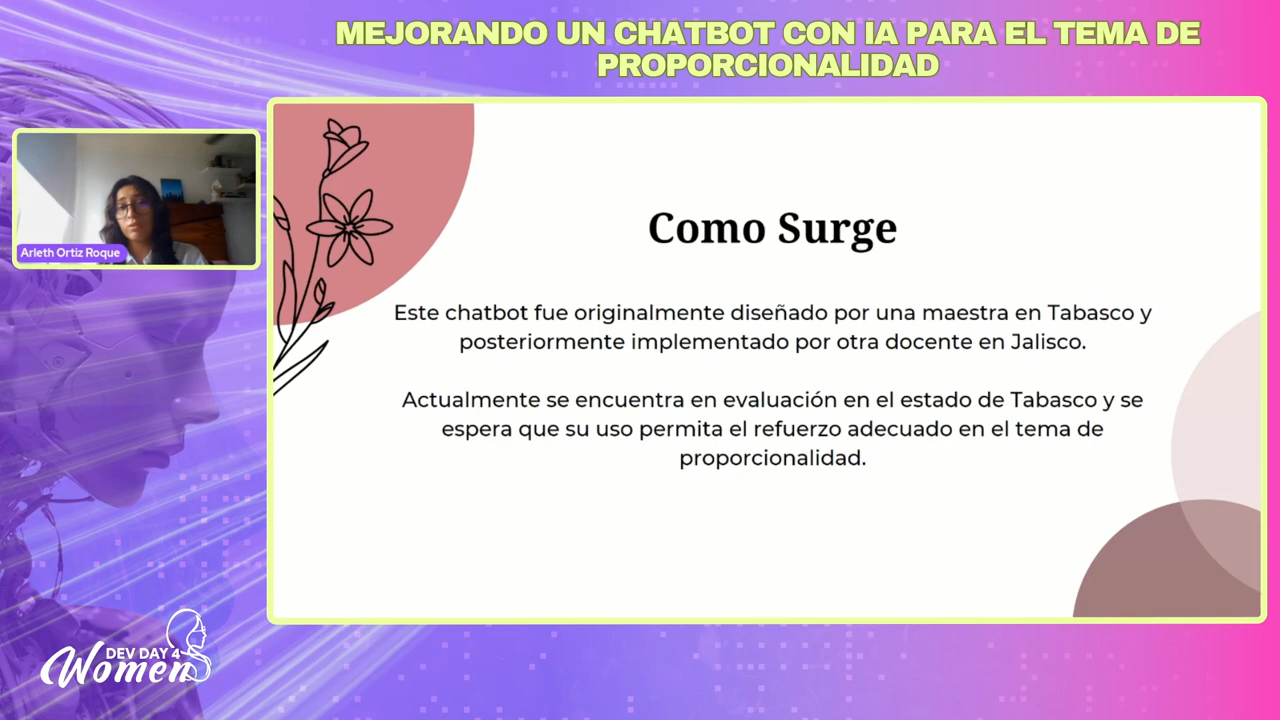 MEJORANDO UN CHATBOT CON IA PARA EL TEMA DE
PROPORCIONALIDAD
Arleth Ortiz Roque
Como Surge
Este chatbot fue originalmente diseñado por una maestra en Tabasco y
posteriormente implementado por otra docente en Jalisco.
Actualmente se encuentra en evaluación en el estado de Tabasco y se
espera que su uso permita el refuerzo adecuado en el tema de
proporcionalidad.
DEV DAY 4
Women